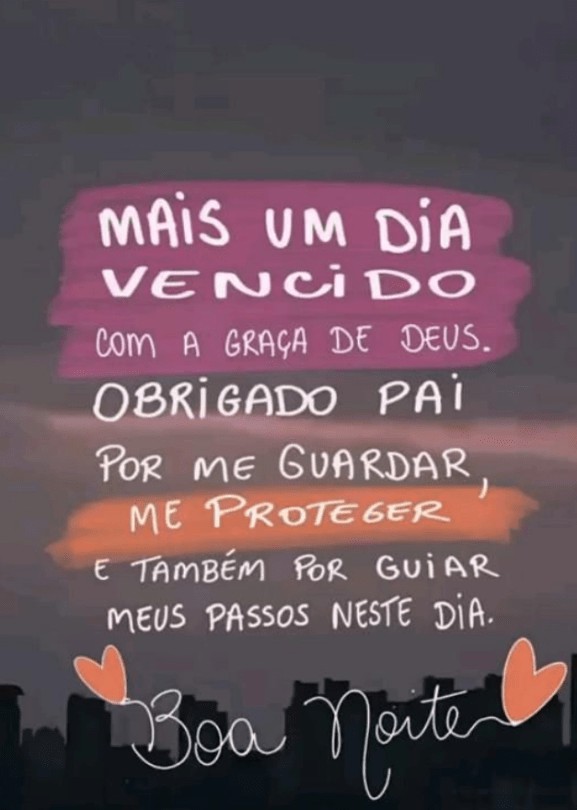 MAIS UM DIA
VENCIDO
COM A GRAÇA DE DEUS.
OBRIGADO PAI
POR ME GUARDAR,
ME PROTEGER
E TAMBÉM POR GUIAR
MEUS PASSOS NESTE DIA.
Boa Noite